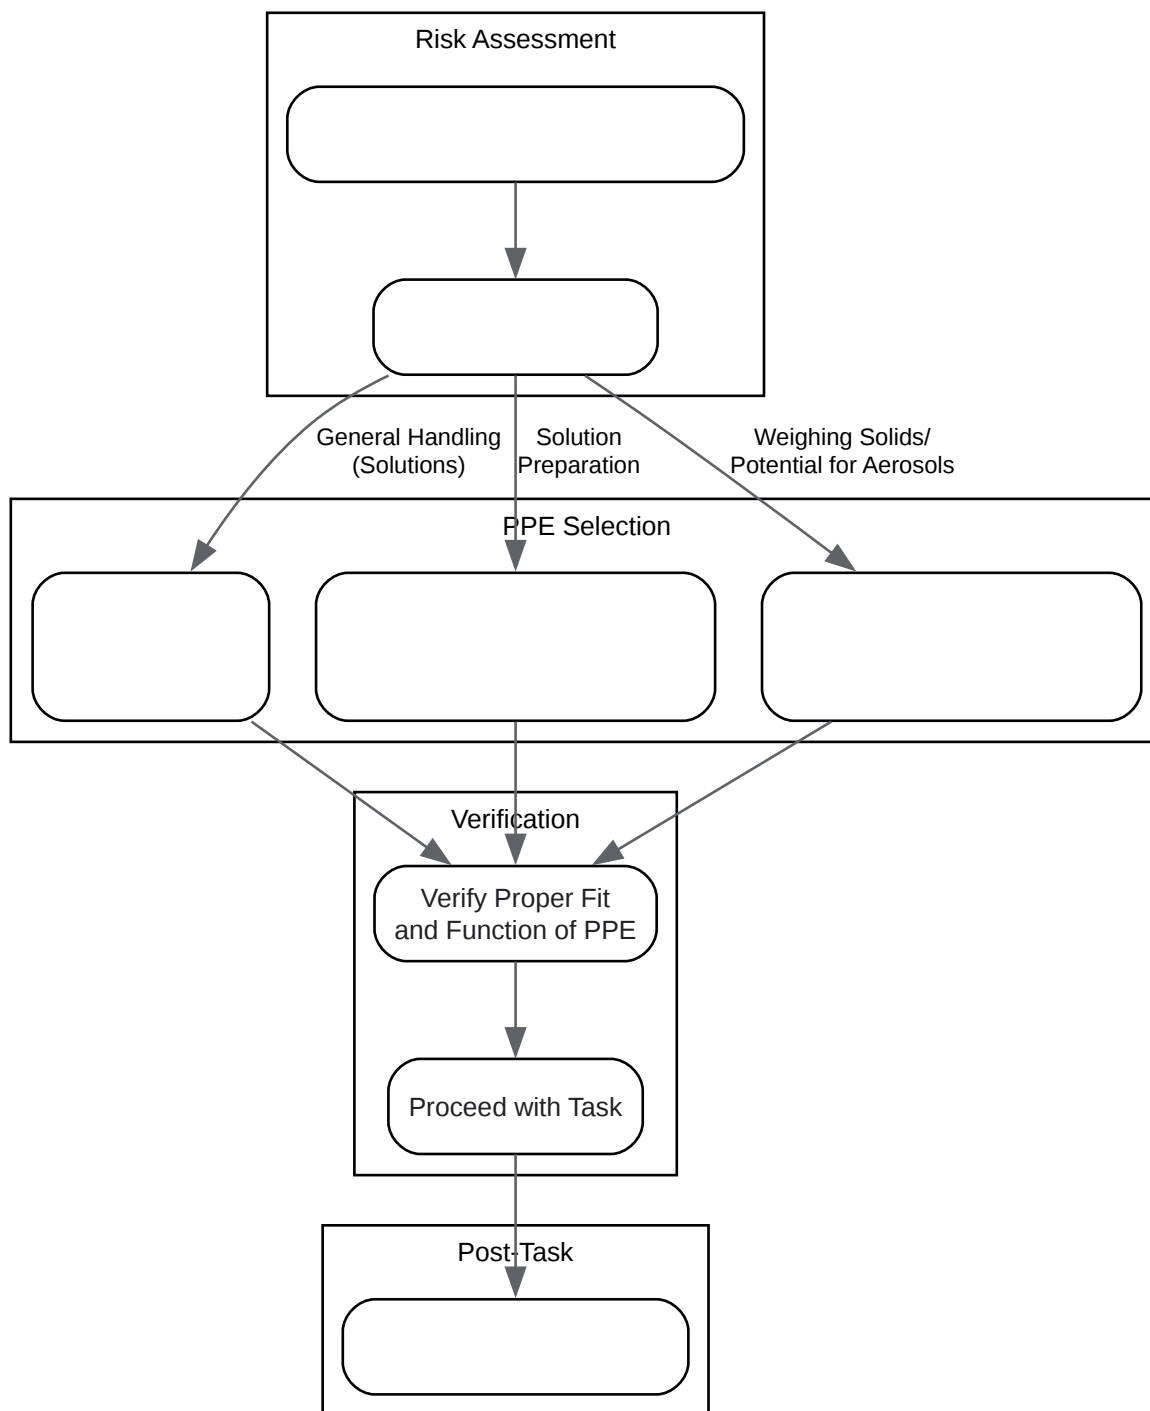 Risk Assessment
General Handling
(Solutions)
Solution
Preparation
Weighing Solids/
Potential for Aerosols
PPE Selection
Verification
Verify Proper Fit
and Function of PPE
Proceed with Task
Post-Task